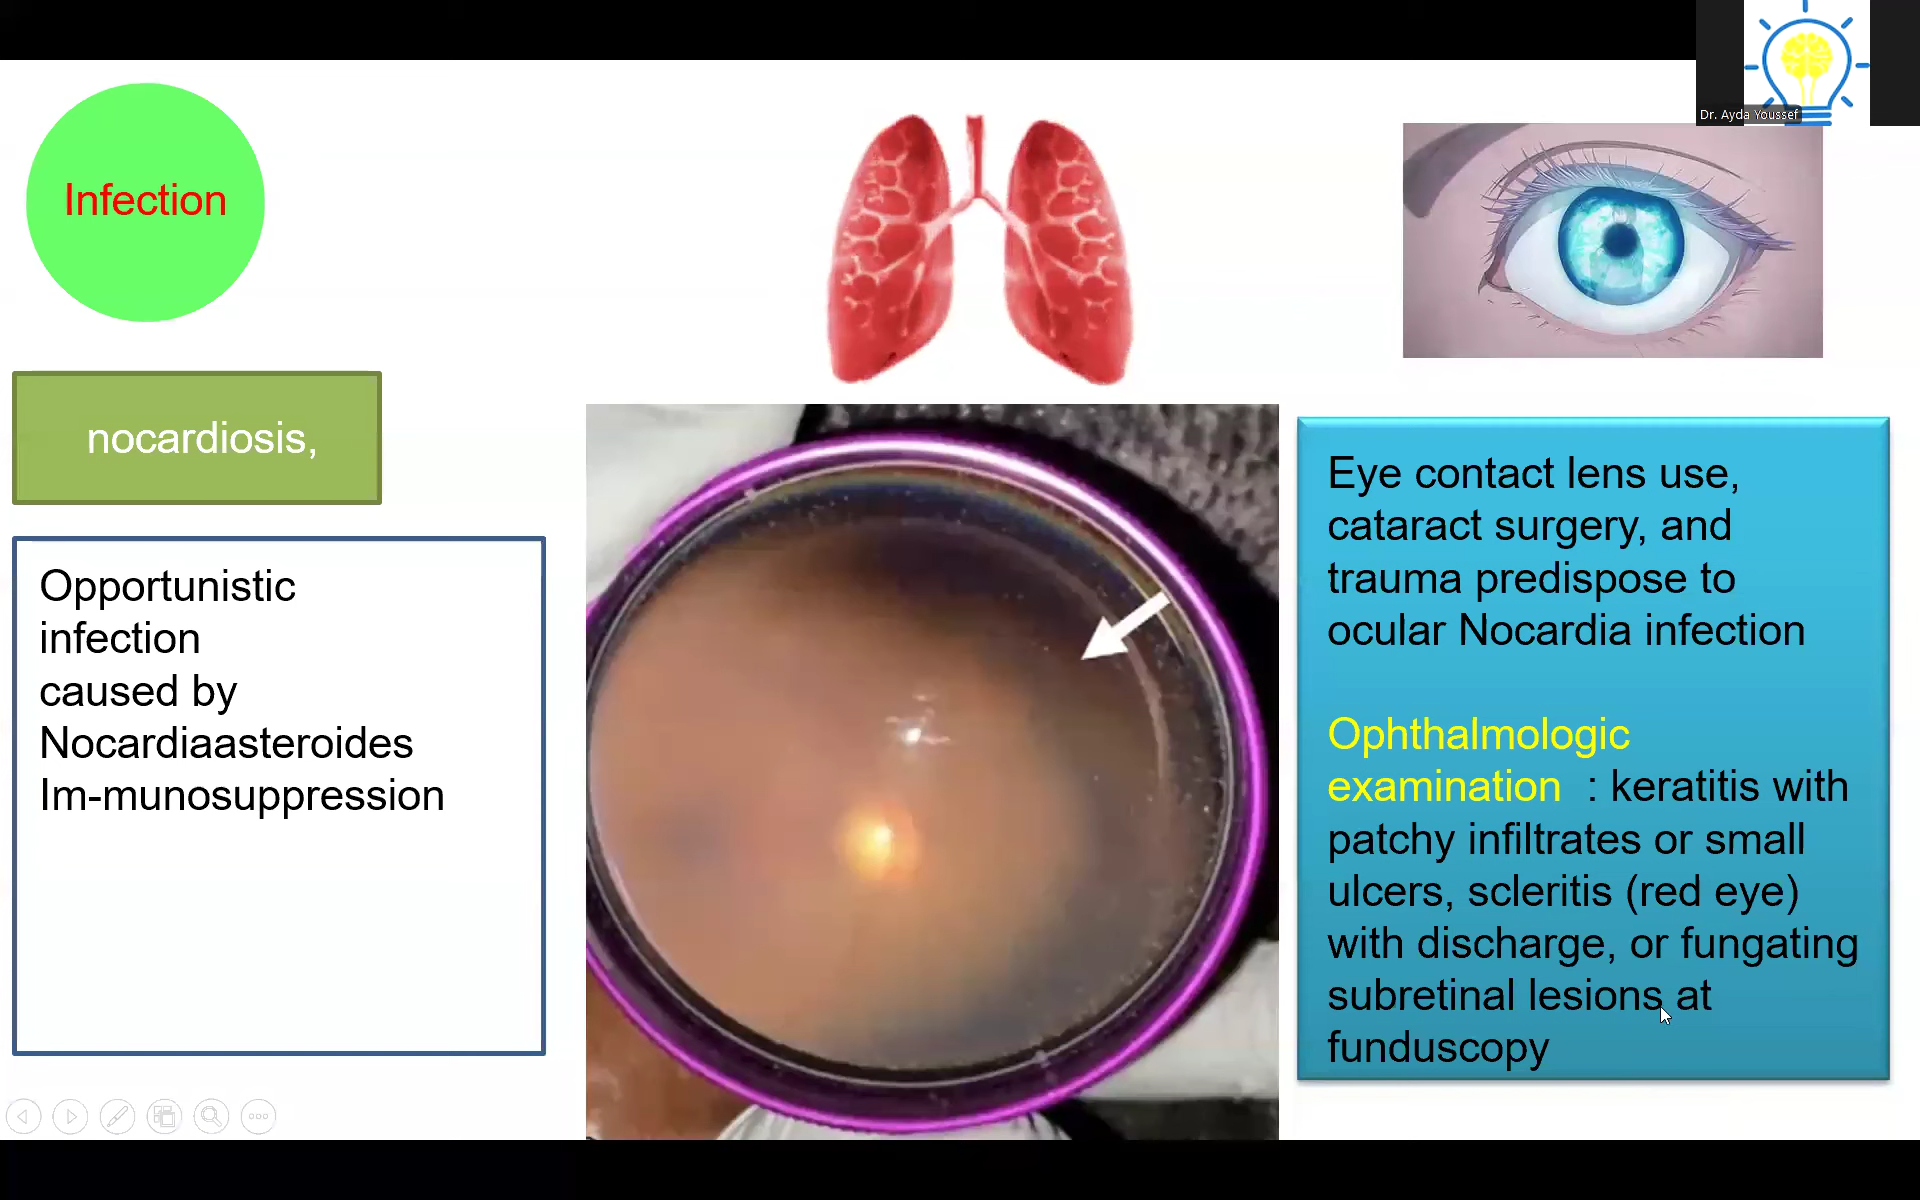 Dr. Ayda Youssef
Infection
nocardiosis,
Opportunistic
infection
caused by
Nocardiaasteroides
Im-munosuppression
Eye contact lens use,
cataract surgery, and
trauma predispose to
ocular Nocardia infection
Ophthalmologic
examination : keratitis with
patchy infiltrates or small
ulcers, scleritis (red eye)
with discharge, or fungating
subretinal lesions at
funduscopy